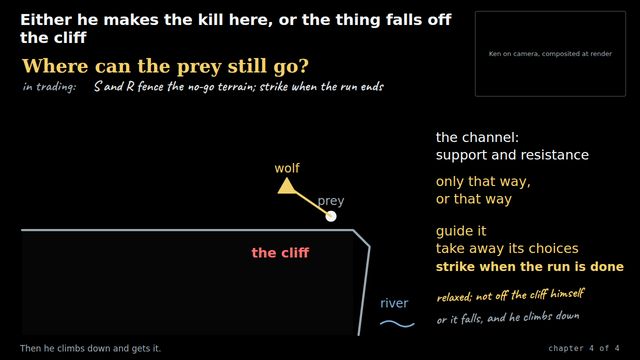 Either he makes the kill here, or the thing falls off
the cliff
Ken on camera, composited at render
Where can the prey still go?
in trading: S and R fence the no-go terrain; strike when the run ends
the channel:
support and resistance
wolf
only that way,
or that way
prey
guide it
take away its choices
the cliff
strike when the run is done
relaxed; not off the cliff himself
river
or it falls, and he climbs down
Then he climbs down and gets it.
chapter 4 of 4